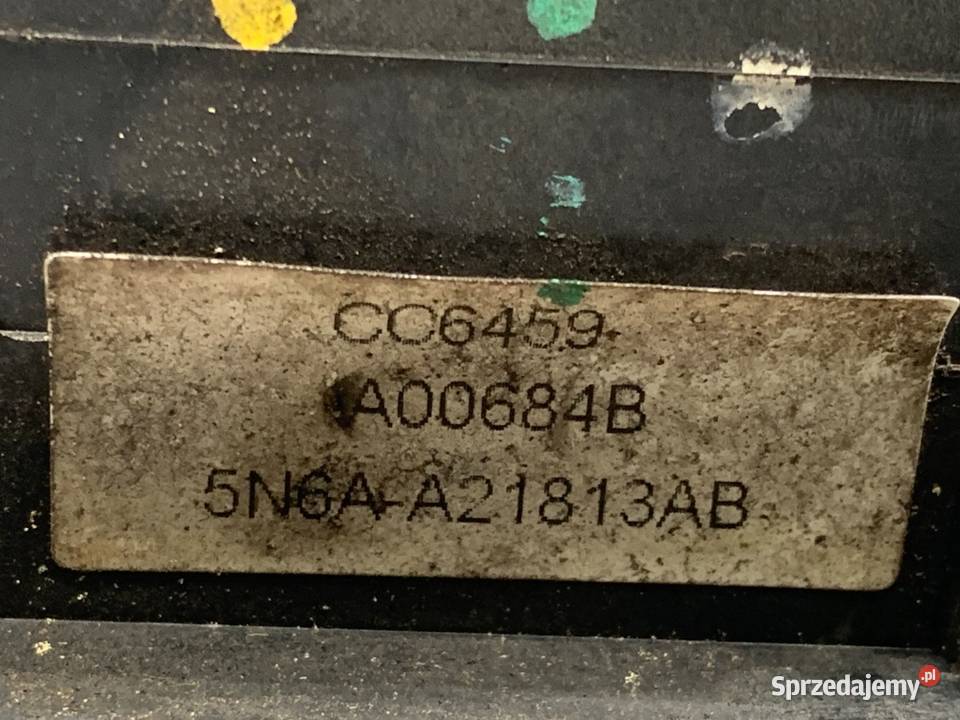 CC6459
A00684B
5N6A-A21813AB
Sprzedajemy.pl